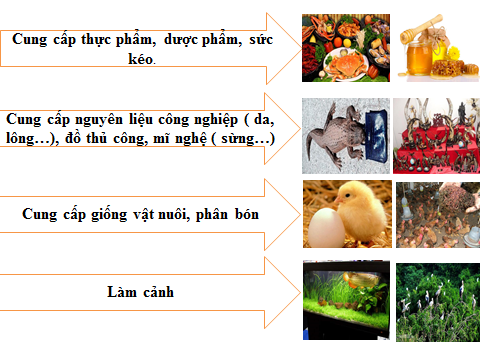 Cung cấp thực phẩm, dược phẩm, sức
kéo.
Cung cấp nguyên liệu công nghiệp ( da,
lông…), đồ thủ công, mĩ nghệ ( sừng…)
Cung cấp giống vật nuôi, phân bón
Làm cảnh